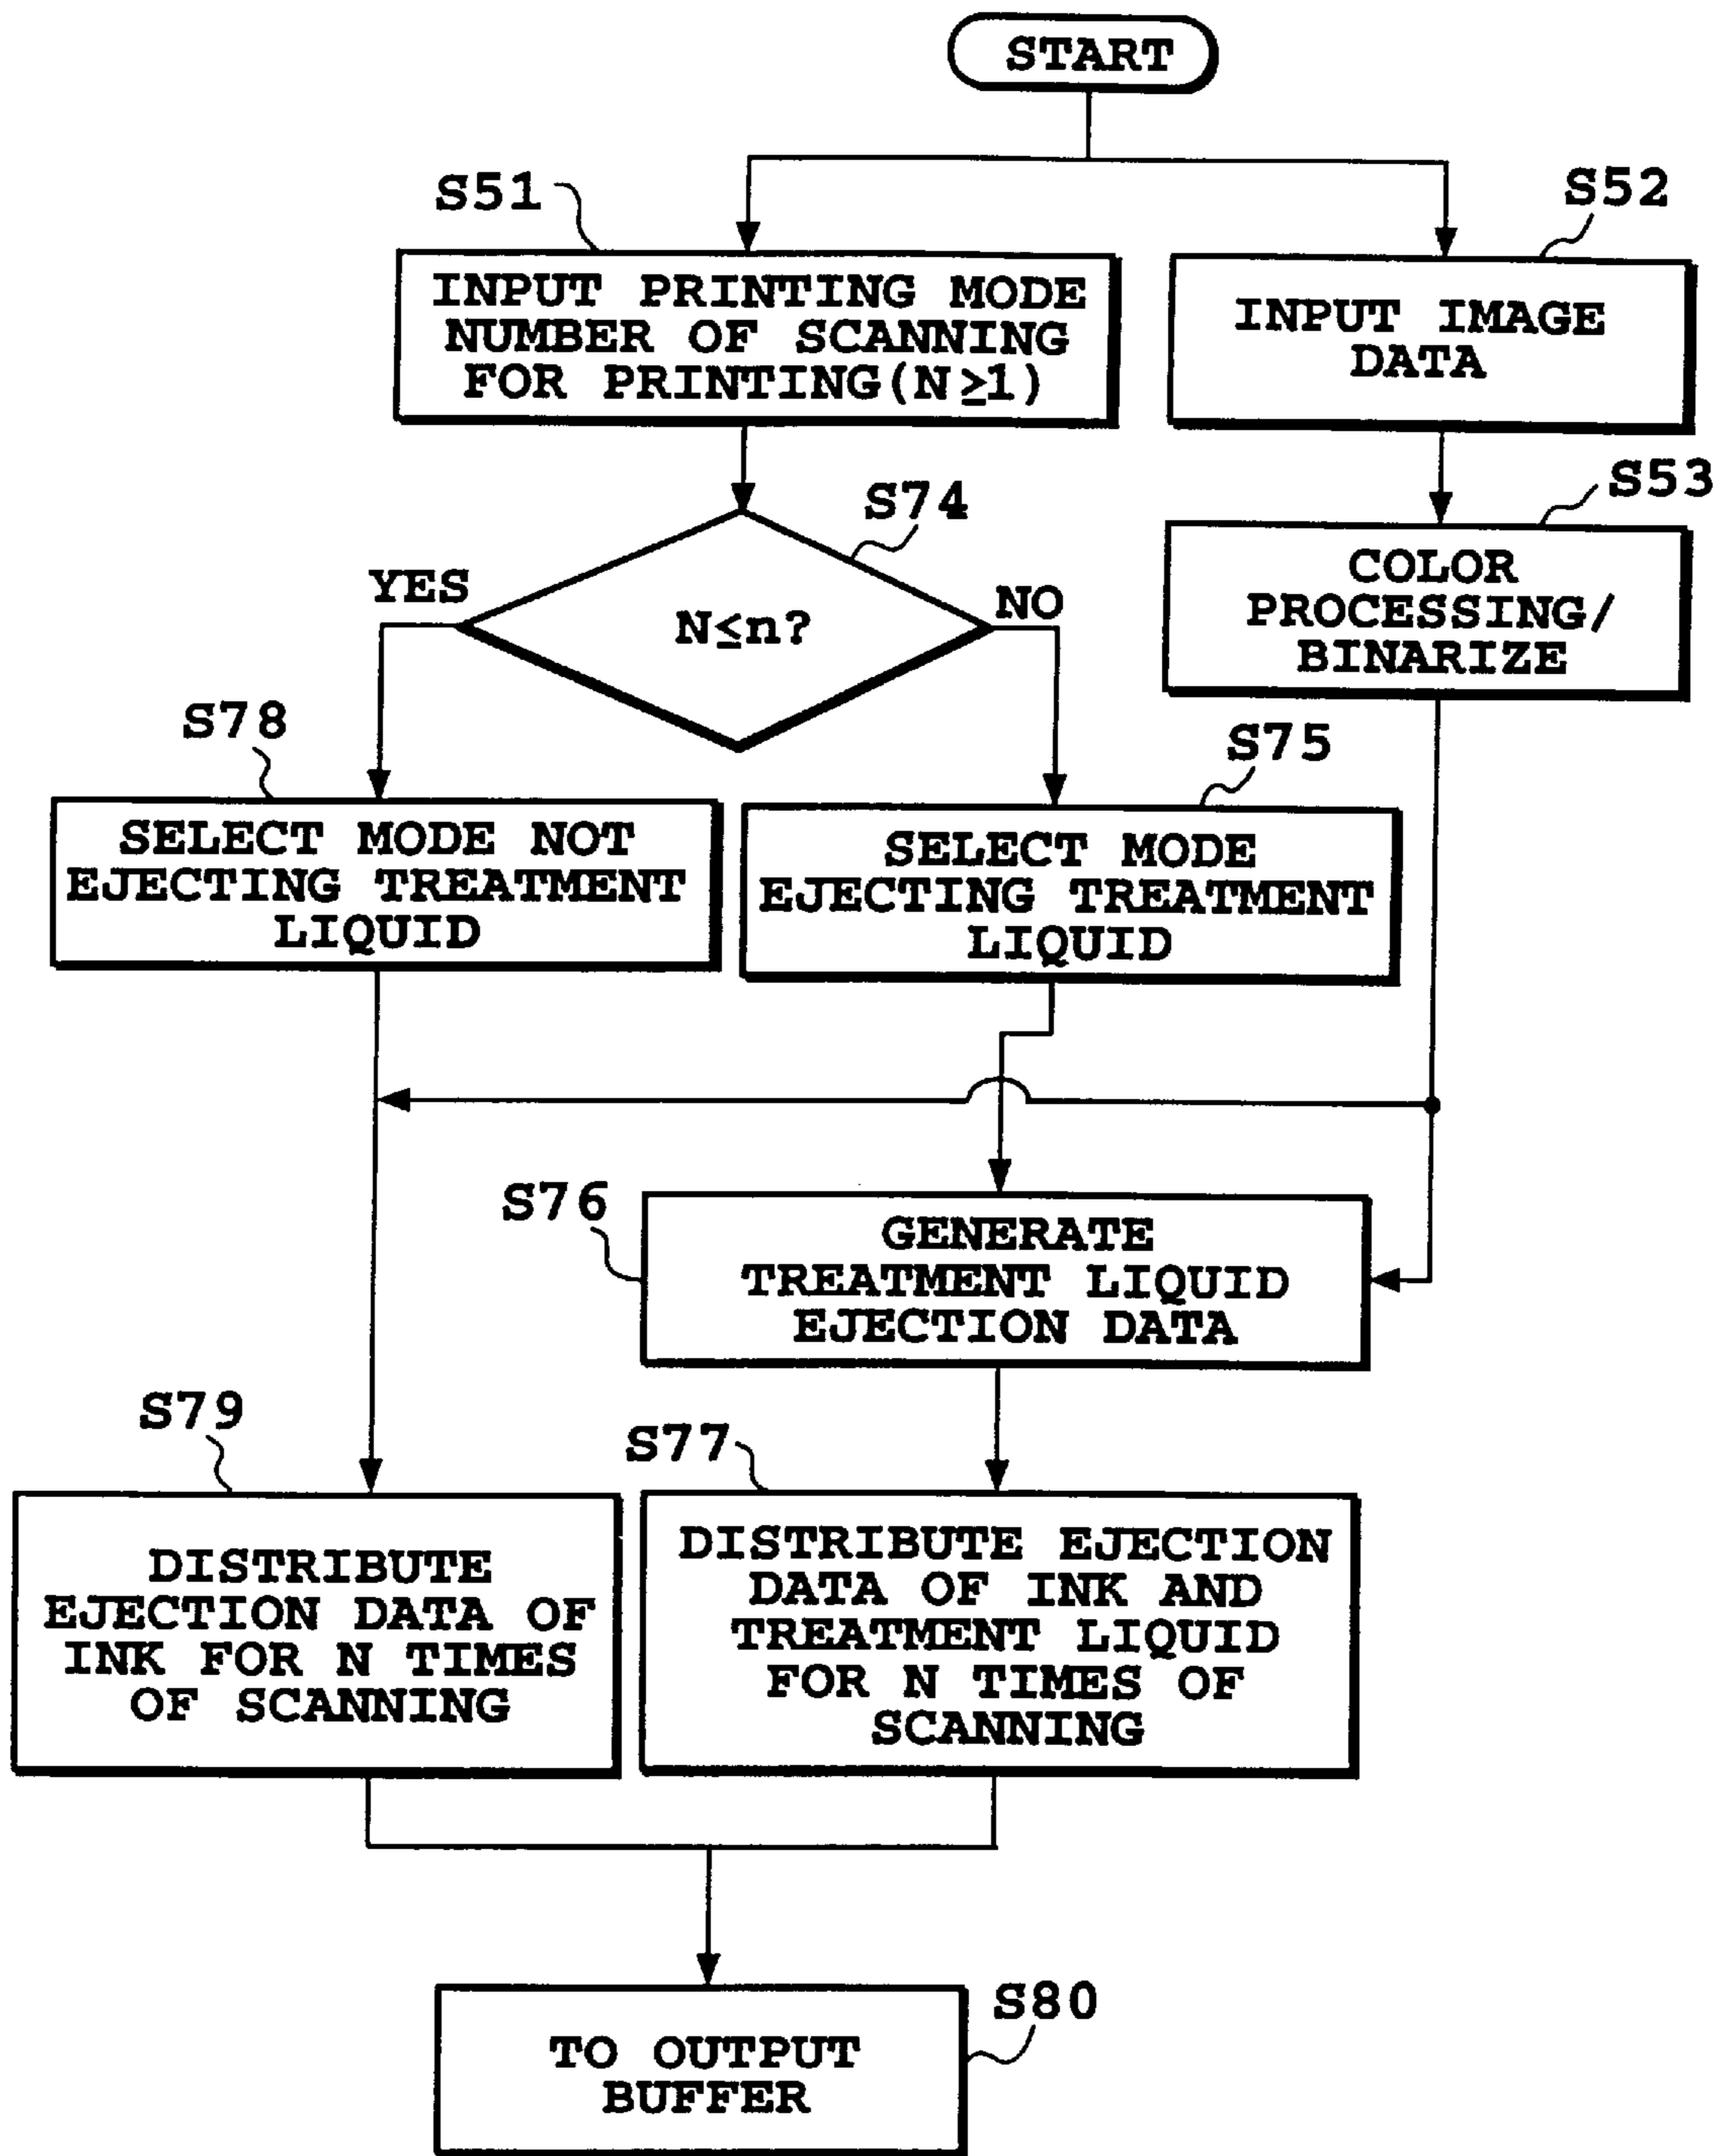 START
S51
INPUT PRINTING MODE
NUMBER OF SCANNING
FOR PRINTING(N≥1)
S52
INPUT IMAGE
DATA
S53
COLOR
PROCESSING/
BINARIZE
S74
YES
N≤n?
NO
S78
SELECT MODE NOT
EJECTING TREATMENT
LIQUID
S75
SELECT MODE
EJECTING TREATMENT
LIQUID
S76
GENERATE
TREATMENT LIQUID
EJECTION DATA
S79
DISTRIBUTE
EJECTION DATA OF
INK FOR N TIMES
OF SCANNING
S77
DISTRIBUTE EJECTION
DATA OF INK AND
TREATMENT LIQUID
FOR N TIMES OF
SCANNING
S80
TO OUTPUT
BUFFER